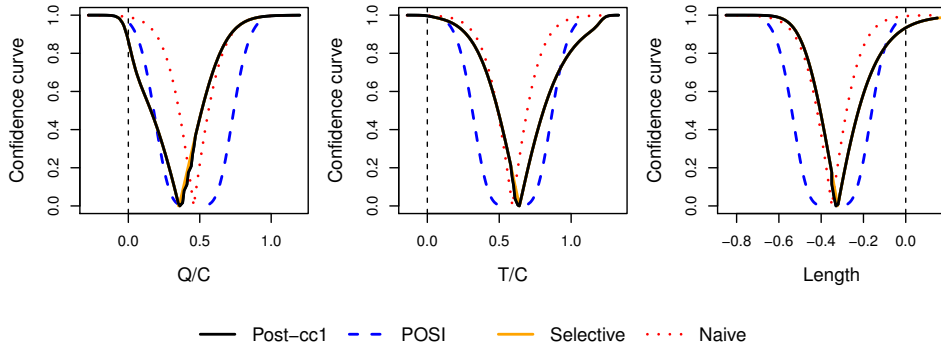 Confidence curve
0.0 0.2 0.4 0.6 0.8 1.0
0.0 0.5 1.0
Q/C
Confidence curve
0.0 0.2 0.4 0.6 0.8 1.0
0.0 0.5 1.0
T/C
Confidence curve
0.0 0.2 0.4 0.6 0.8 1.0
−0.8 −0.6 −0.4 −0.2 0.0
Length
Post−cc1 POSI Selective Naive